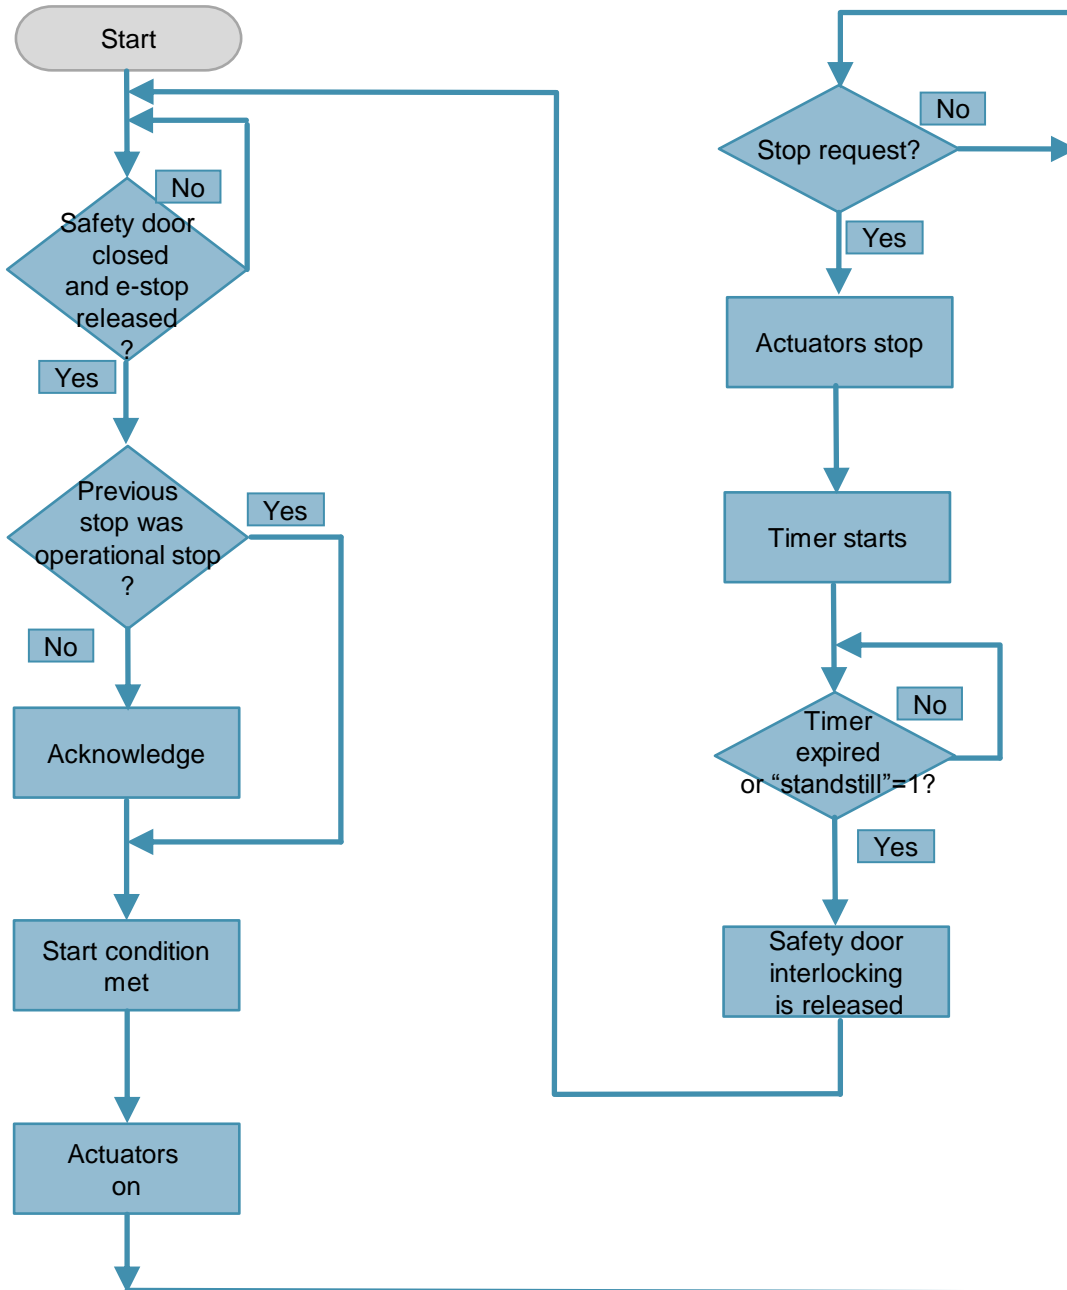 Start
No
Safety door
closed
and e-stop
released
?
Yes
Previous
stop was
operational stop
?
Yes
No
Acknowledge
Start condition
met
Actuators
on
No
Stop request?
Yes
Actuators stop
Timer starts
No
Timer
expired
or “standstill”=1?
Yes
Safety door
interlocking
is released